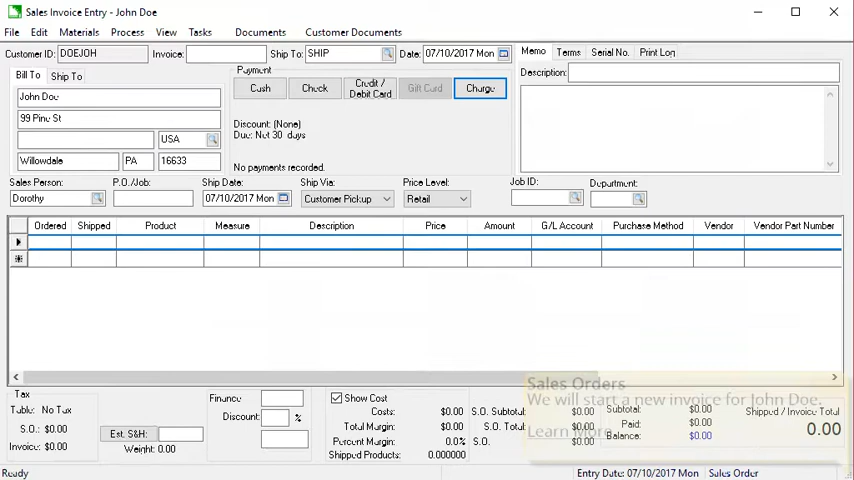 Sales Invoice Entry - John Doe
File Edit Materials Process View Tasks Documents Customer Documents
Customer ID: DOEJOH Invoice: Ship To: SHIP Date: 07/10/2017 Mon
Memo Terms Serial No. Print Log
Bill To Ship To
Payment
Cash Check Credit / Debit Card Gift Card Charge
Description:
John Doe
99 Pine St
USA
Willowdale PA 16633
Discount: (None)
Due: Net 30 days
No payments recorded.
Sales Person: P.O./Job: Ship Date: Ship Via: Price Level: Job ID: Department:
Dorothy 07/10/2017 Mon Customer Pickup Retail
Ordered Shipped Product Measure Description Price Amount G/L Account Purchase Method Vendor Vendor Part Number
Sales Orders
We will start a new invoice for John Doe.
Learn More
Tax
Table: No Tax
S.O.: $0.00
Invoice: $0.00
Est. S&H:
Weight: 0.00
Finance
Discount: %
Show Cost
Costs: $0.00
Total Margin: $0.00
Percent Margin: 0.0%
Shipped Products: 0.000000
S.O. Subtotal: $0.00
S.O. Total: $0.00
S.O. $0.00
Subtotal: $0.00
Paid: $0.00
Balance: $0.00
Shipped / Invoice Total
0.00
Ready Entry Date: 07/10/2017 Mon Sales Order